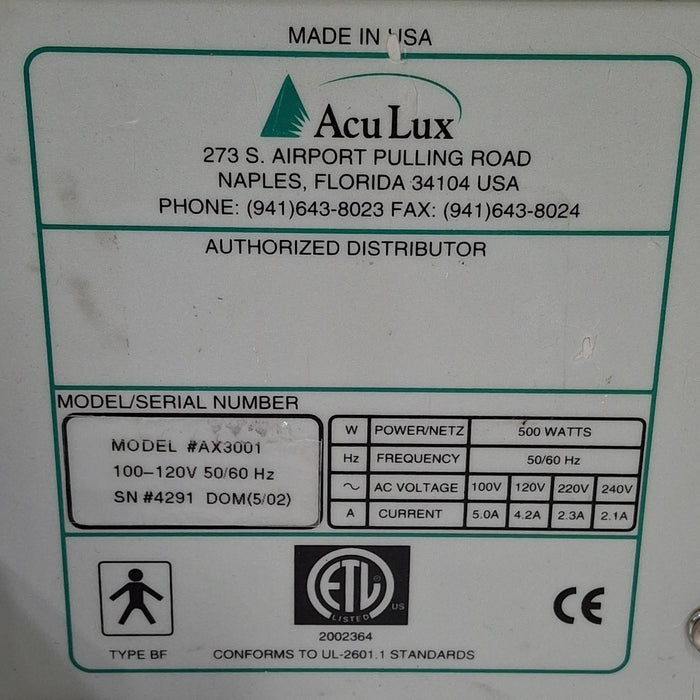 MADE IN USA
Acu Lux
273 S. AIRPORT PULLING ROAD
NAPLES, FLORIDA 34104 USA
PHONE: (941)643-8023 FAX: (941)643-8024
AUTHORIZED DISTRIBUTOR
MODEL/SERIAL NUMBER
MODEL #AX3001
100-120V 50/60 Hz
SN #4291 DOM(5/02)
W POWER/NETZ 500 WATTS
Hz FREQUENCY 50/60 Hz
~ AC VOLTAGE 100V 120V 220V 240V
A CURRENT 5.0A 4.2A 2.3A 2.1A
TYPE BF
ETL ®
LISTED
US
2002364
CONFORMS TO UL-2601.1 STANDARDS
CE